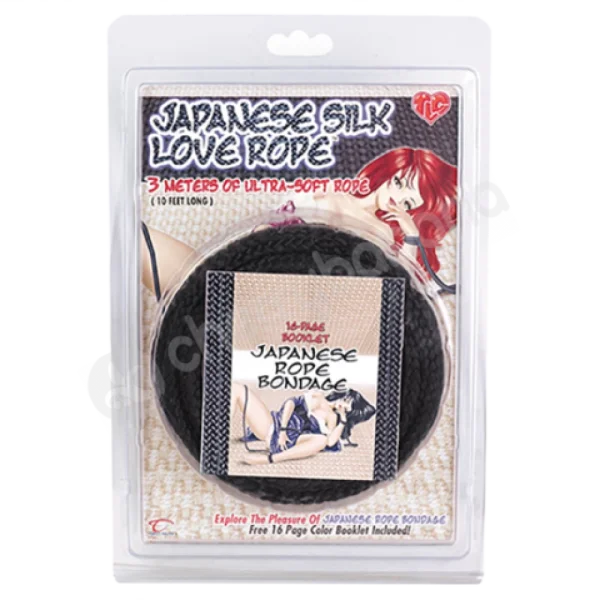 JAPANESE SILK
LOVE ROPE
TLC
3 METERS OF ULTRA-SOFT ROPE
( 10 FEET LONG )
16-PAGE
BOOKLET
JAPANESE
ROPE
BONDAGE
Explore The Pleasure Of JAPANESE ROPE BONDAGE
Free 16 Page Color Booklet Included!